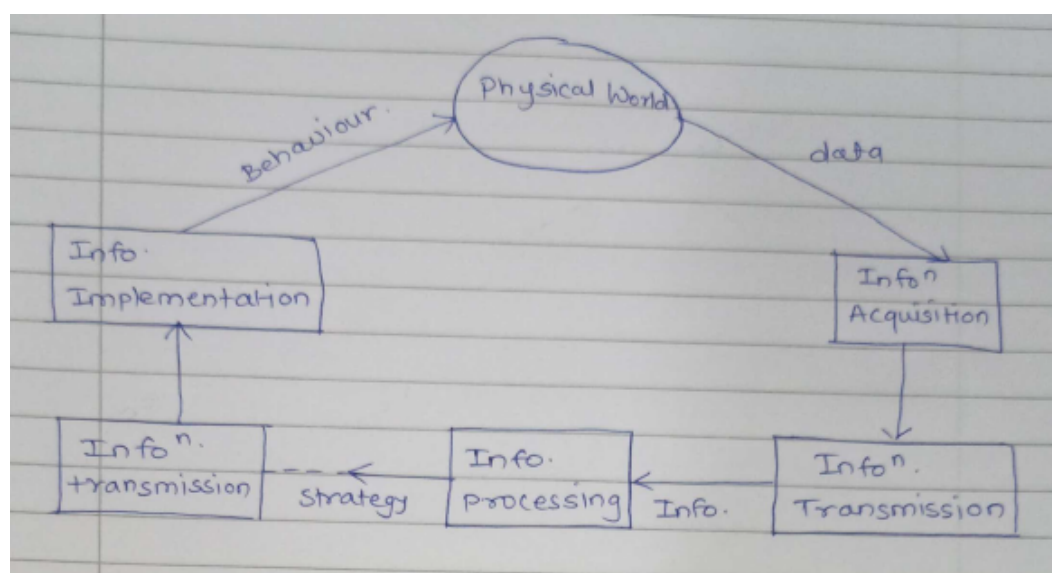 Physical World
Behaviour.
data
Info.
Implementation
Infoⁿ
Acquisition
Infoⁿ.
transmission
strategy
Info.
processing
Info.
Infoⁿ.
Transmission